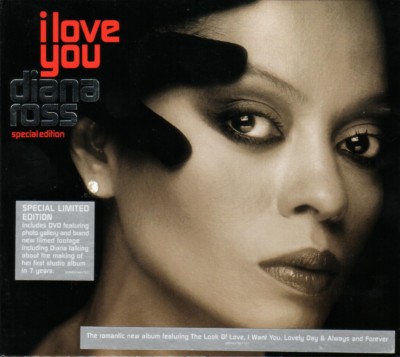 i love
you
diana
ross
special edition
SPECIAL LIMITED
EDITION
Includes DVD featuring
photo gallery and brand
new filmed footage
including Diana talking
about the making of
her first studio album
in 7 years
The romantic new album featuring The Look Of Love, I Want You, Lovely Day & Always and Forever